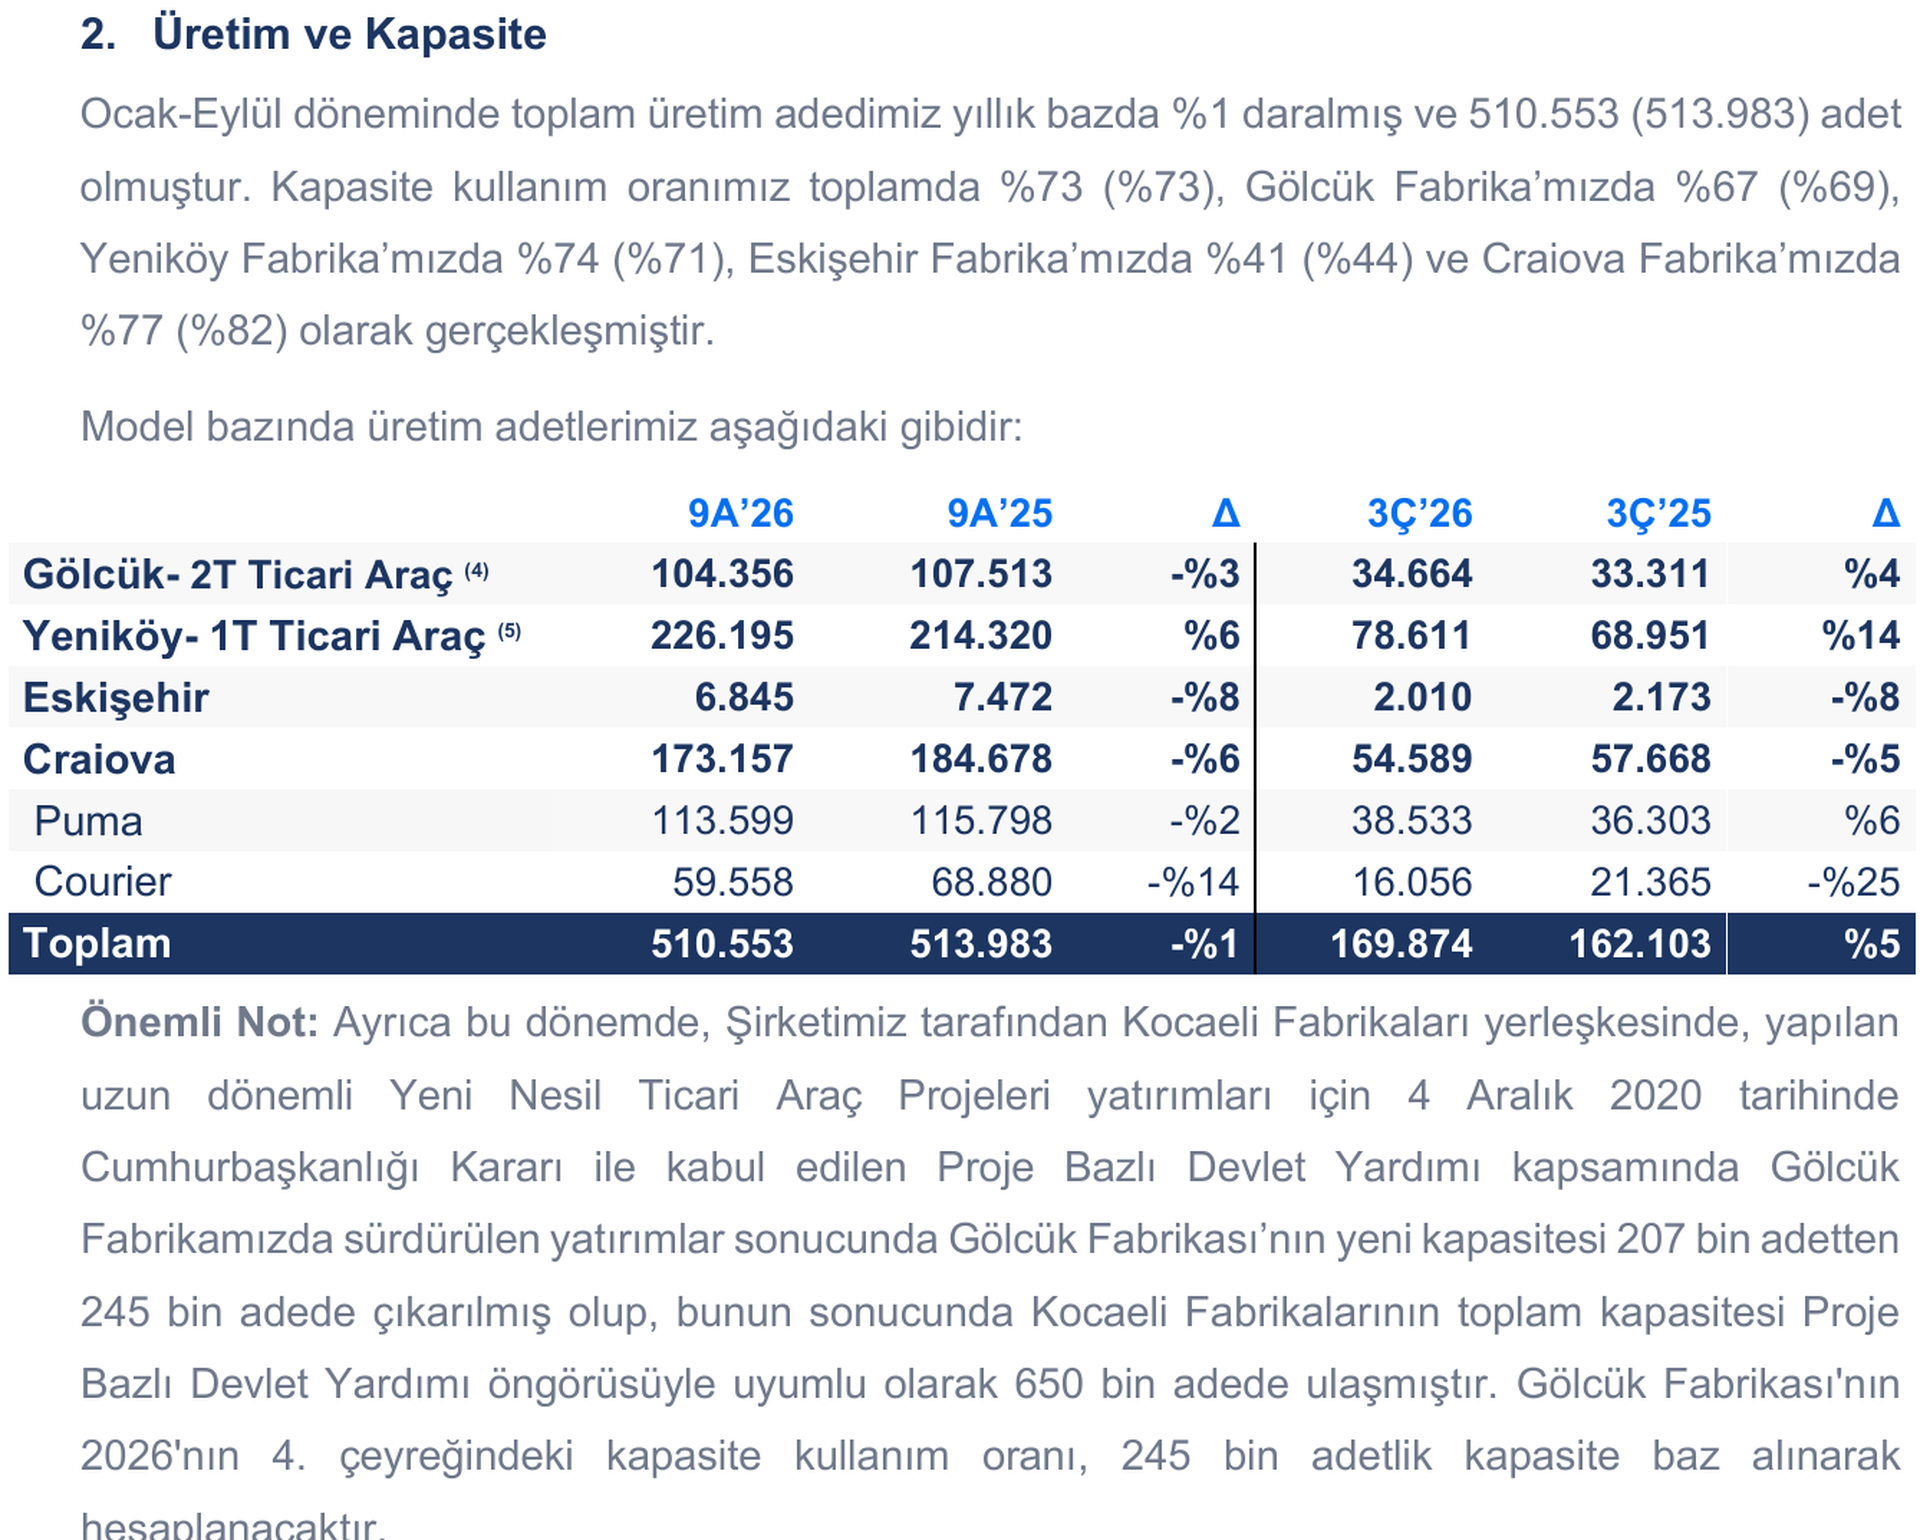 2. Üretim ve Kapasite
Ocak-Eylül döneminde toplam üretim adedimiz yıllık bazda %1 daralmış ve 510.553 (513.983) adet
olmuştur. Kapasite kullanım oranımız toplamda %73 (%73), Gölcük Fabrika’mızda %67 (%69),
Yeniköy Fabrika’mızda %74 (%71), Eskişehir Fabrika’mızda %41 (%44) ve Craiova Fabrika’mızda
%77 (%82) olarak gerçekleşmiştir.
Model bazında üretim adetlerimiz aşağıdaki gibidir:
9A’26 9A’25 Δ 3Ç’26 3Ç’25 Δ
Gölcük- 2T Ticari Araç (4) 104.356 107.513 -%3 34.664 33.311 %4
Yeniköy- 1T Ticari Araç (5) 226.195 214.320 %6 78.611 68.951 %14
Eskişehir 6.845 7.472 -%8 2.010 2.173 -%8
Craiova 173.157 184.678 -%6 54.589 57.668 -%5
Puma 113.599 115.798 -%2 38.533 36.303 %6
Courier 59.558 68.880 -%14 16.056 21.365 -%25
Toplam 510.553 513.983 -%1 169.874 162.103 %5
Önemli Not: Ayrıca bu dönemde, Şirketimiz tarafından Kocaeli Fabrikaları yerleşkesinde, yapılan
uzun dönemli Yeni Nesil Ticari Araç Projeleri yatırımları için 4 Aralık 2020 tarihinde
Cumhurbaşkanlığı Kararı ile kabul edilen Proje Bazlı Devlet Yardımı kapsamında Gölcük
Fabrikamızda sürdürülen yatırımlar sonucunda Gölcük Fabrikası’nın yeni kapasitesi 207 bin adetten
245 bin adede çıkarılmış olup, bunun sonucunda Kocaeli Fabrikalarının toplam kapasitesi Proje
Bazlı Devlet Yardımı öngörüsüyle uyumlu olarak 650 bin adede ulaşmıştır. Gölcük Fabrikası'nın
2026'nın 4. çeyreğindeki kapasite kullanım oranı, 245 bin adetlik kapasite baz alınarak
hesaplanacaktır.